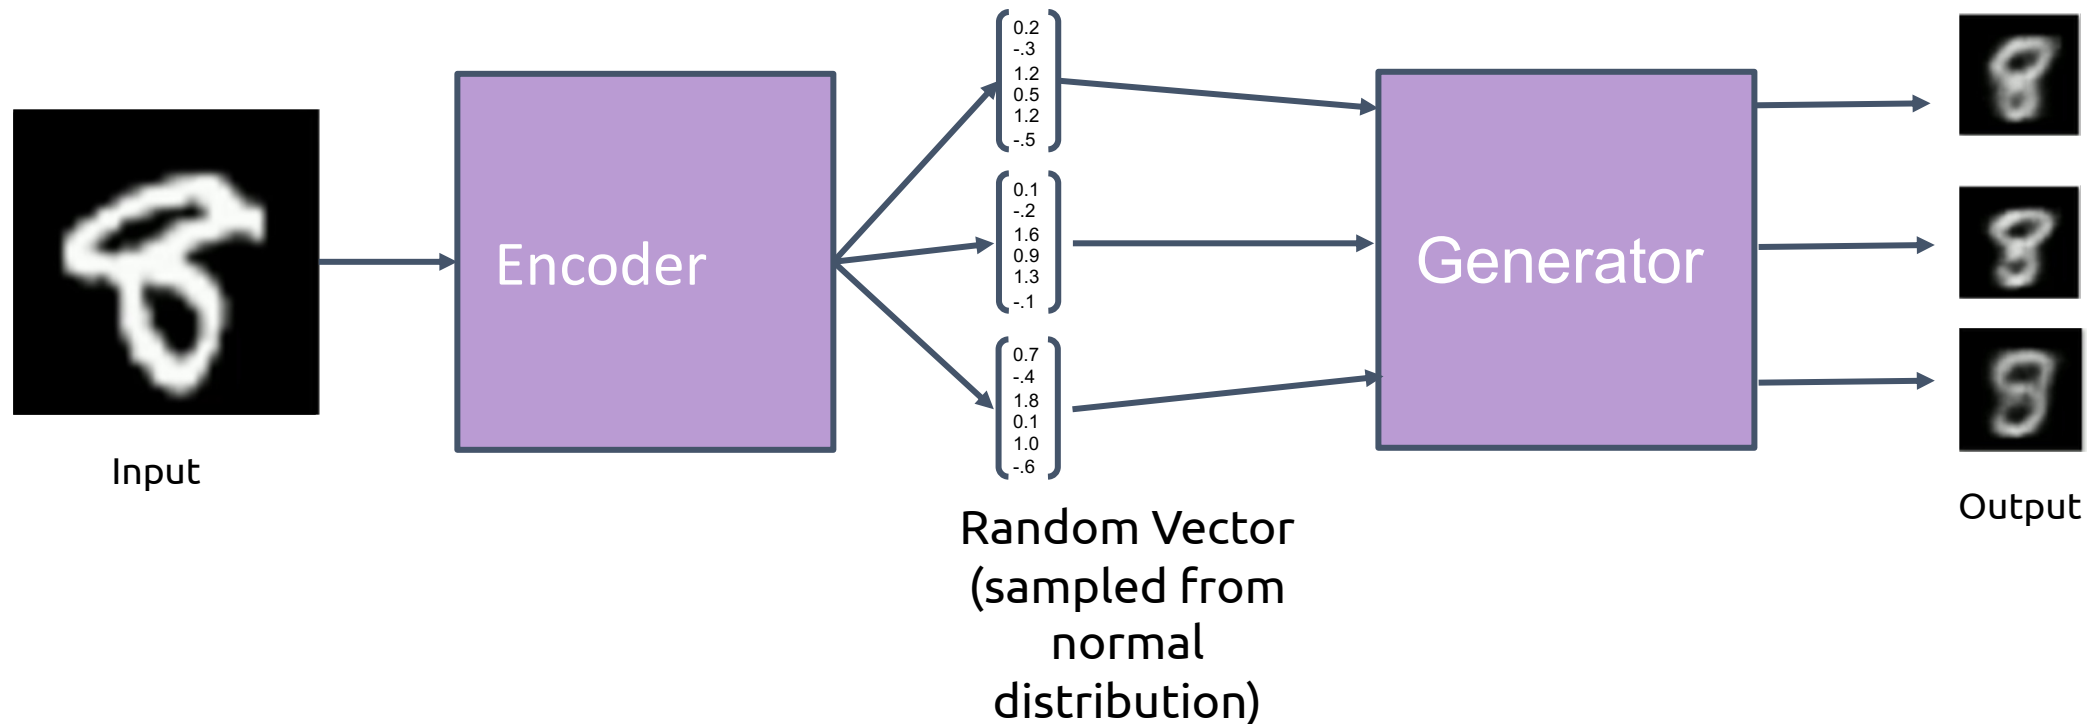 Input
Encoder
0.2
-.3
1.2
0.5
1.2
-.5
0.1
-.2
1.6
0.9
1.3
-.1
0.7
-.4
1.8
0.1
1.0
-.6
Random Vector
(sampled from
normal
distribution)
Generator
Output